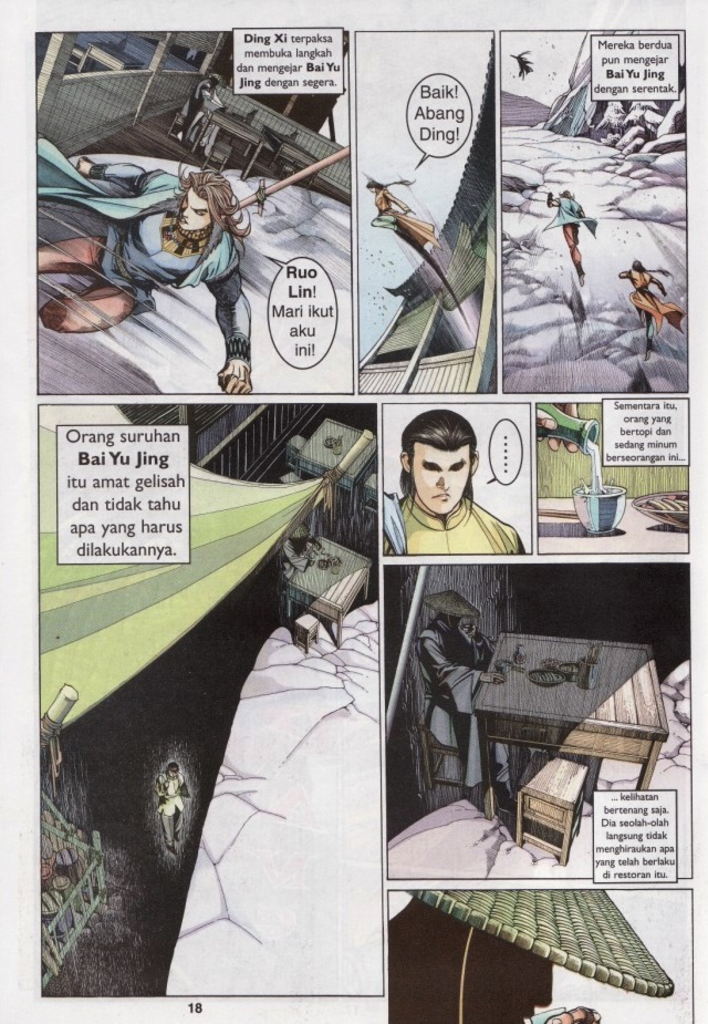 Ding Xi terpaksa
membuka langkah
dan mengejar Bai Yu
Jing dengan segera.
Ruo
Lin!
Mari ikut
aku
ini!
Baik!
Abang
Ding!
Mereka berdua
pun mengejar
Bai Yu Jing
dengan serentak.
Orang suruhan
Bai Yu Jing
itu amat gelisah
dan tidak tahu
apa yang harus
dilakukannya.
......
Sementara itu,
orang yang
bertopi dan
sedang minum
berseorangan ini...
... kelihatan
bertenang saja.
Dia seolah-olah
langsung tidak
menghiraukan apa
yang telah berlaku
di restoran itu.
18